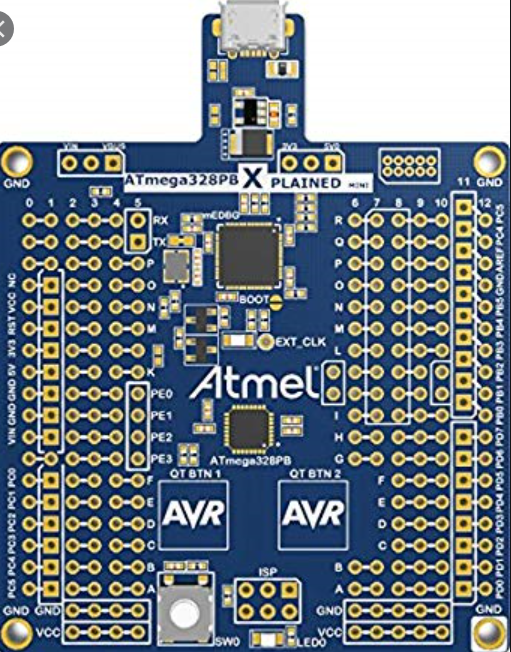 VIN VBUS
3V3 5V0
GND
GND
ATmega328PB X PLAINED MINI
11
0 1 2 3 4 5
6 7 8 9 10 12
RX
TX
mEDBG
BOOT
EXT_CLK
Atmel
ATmega328PB
PE0
PE1
PE2
PE3
P
O
N
M
K
F
E
D
C
B
A
R
Q
P
O
N
M
L
I
H
G
F
E
D
C
B
A
NC
VCC
RST
3V3
5V
GND
GND
VIN
PC0
PC1
PC2
PC3
PC4
PC5
PC5
PC4
AREF
GND
PB5
PB4
PB3
PB2
PB1
PB0
PD7
PD6
PD5
PD4
PD3
PD2
PD1
PD0
QT BTN 1
QT BTN 2
AVR
AVR
ISP
SW0
LED0
GND GND
VCC
GND
VCC
GND